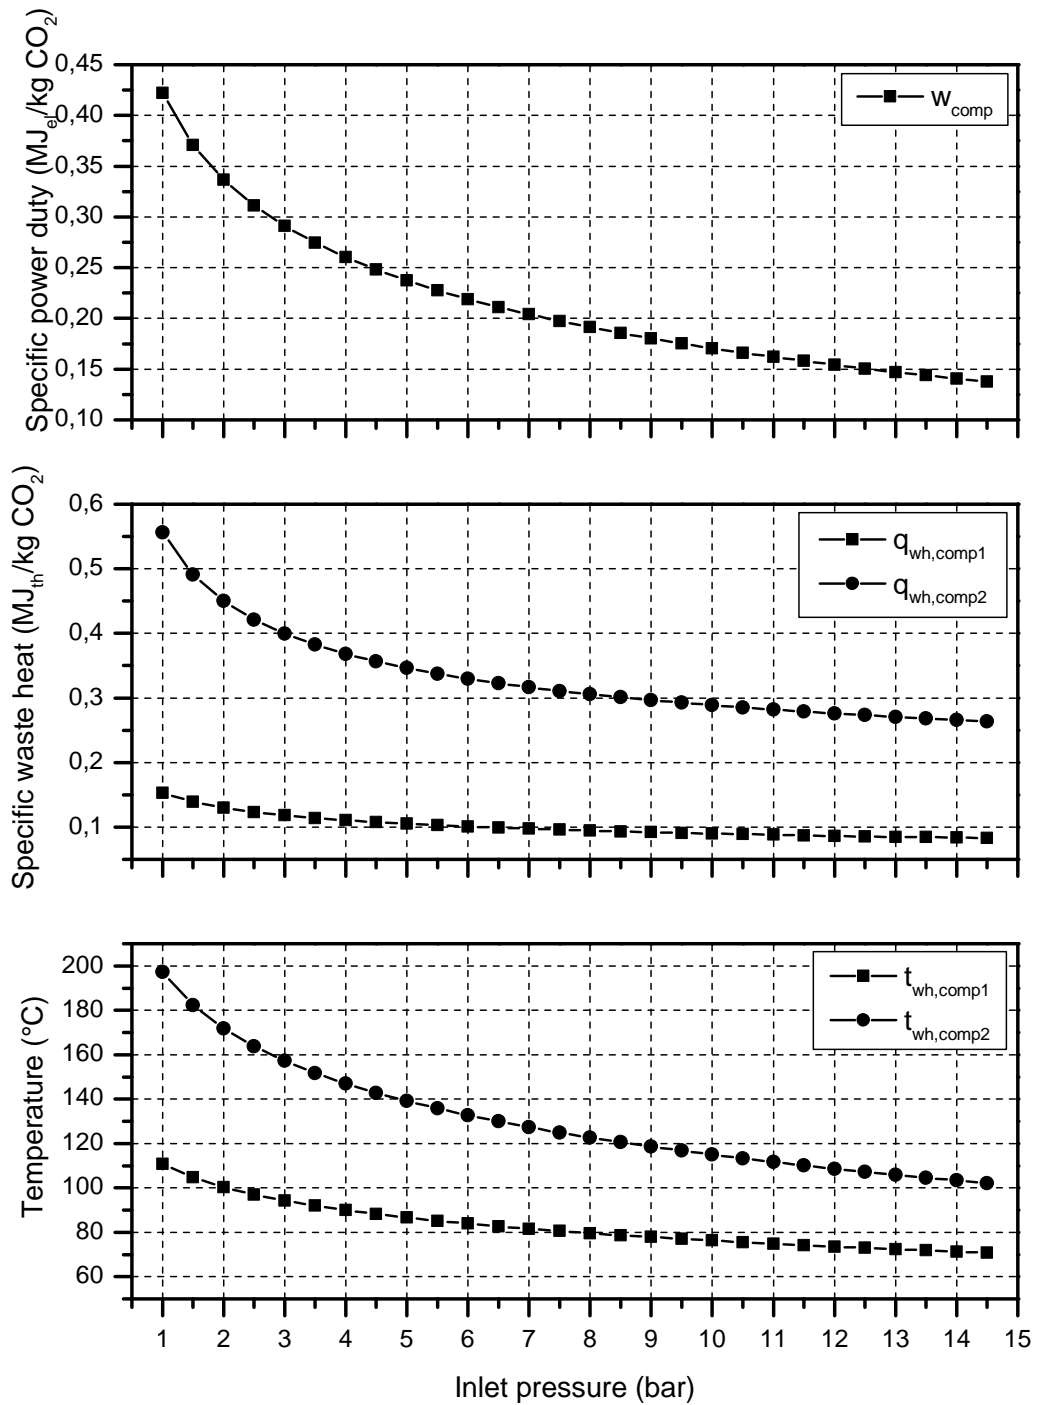 Specific power duty (MJel/kg CO2)
0,45
0,40
0,35
0,30
0,25
0,20
0,15
0,10
wcomp
Specific waste heat (MJth/kg CO2)
0,6
0,5
0,4
0,3
0,2
0,1
qwh,comp1
qwh,comp2
Temperature (°C)
200
180
160
140
120
100
80
60
twh,comp1
twh,comp2
1 2 3 4 5 6 7 8 9 10 11 12 13 14 15
Inlet pressure (bar)